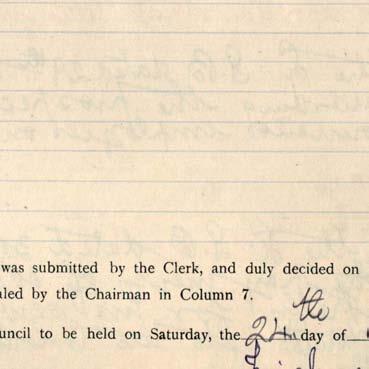 was submitted by the Clerk, and duly decided on
aled by the Chairman in Column 7.
the
uncil to be held on Saturday, the 24 day of